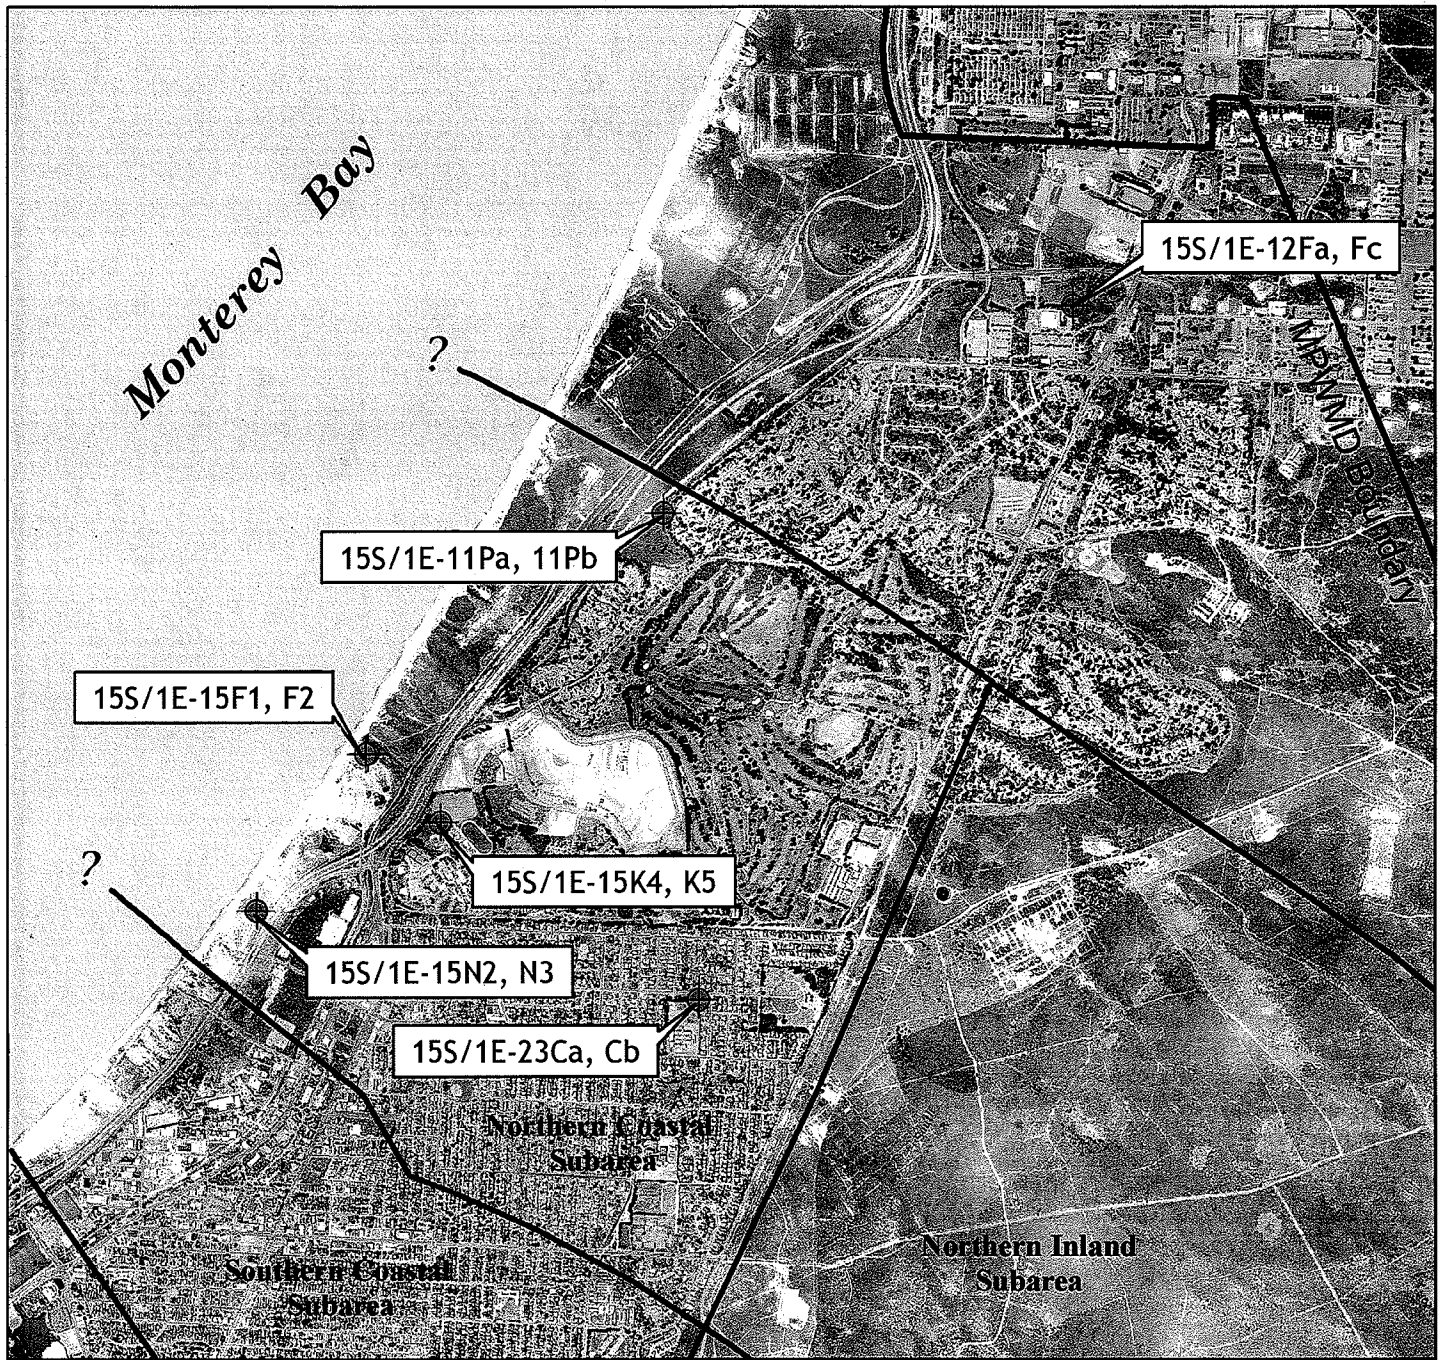 Monterey Bay
15S/1E-12Fa, Fc
MPWMD Boundary
?
15S/1E-11Pa, 11Pb
15S/1E-15F1, F2
15S/1E-15K4, K5
?
15S/1E-15N2, N3
15S/1E-23Ca, Cb
Northern Coastal
Subarea
Northern Inland
Subarea
Southern Coastal
Subarea